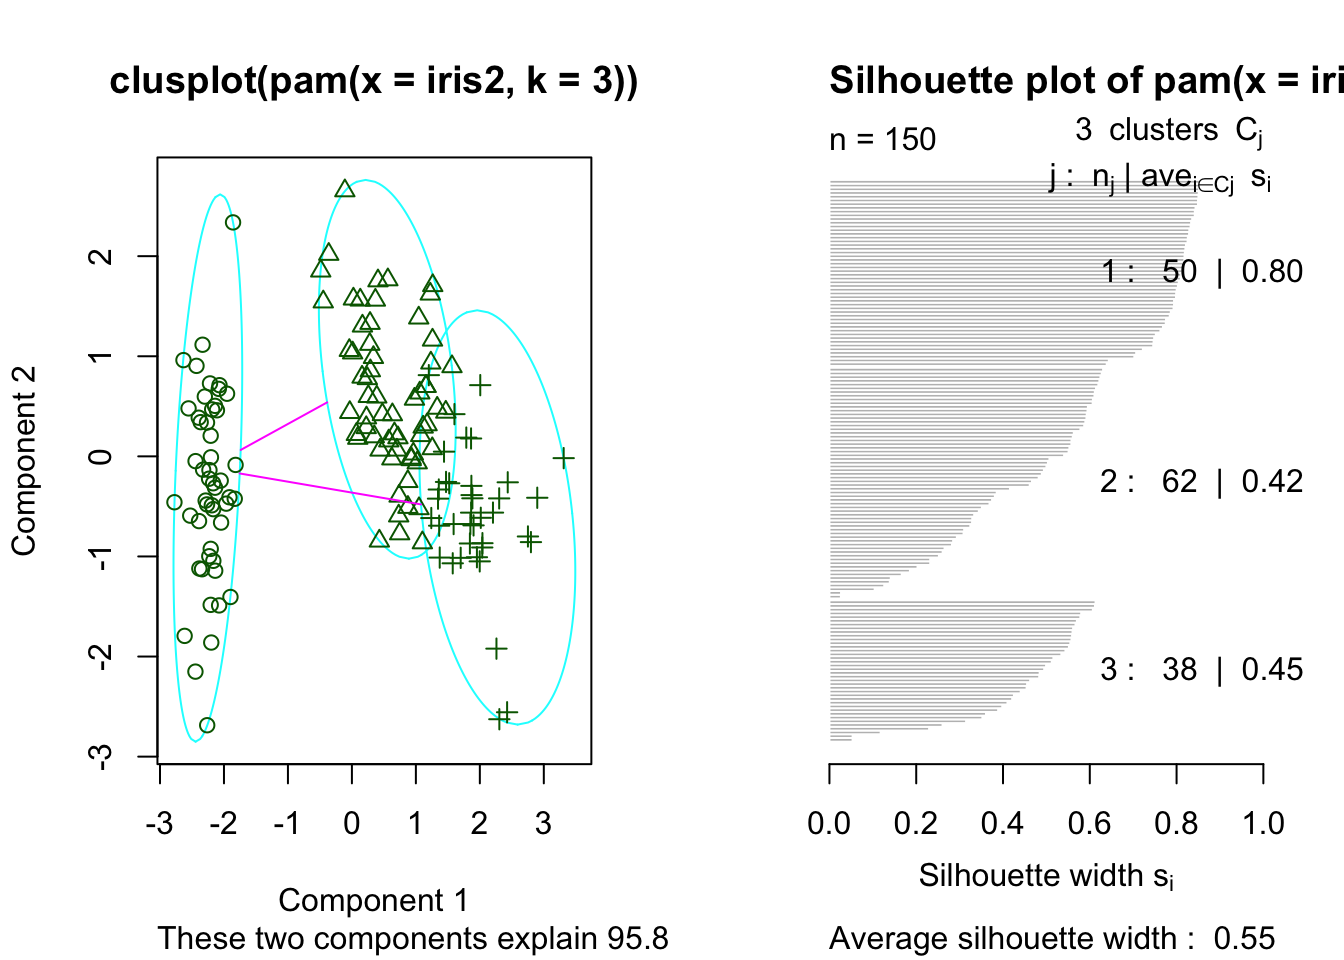 clusplot(pam(x = iris2, k = 3))
Component 2
2
1
0
-1
-2
-3
-3 -2 -1 0 1 2 3
Component 1
These two components explain 95.8
Silhouette plot of pam(x = iri
n = 150
3 clusters Cj
j : nj | avei∈Cj si
1 : 50 | 0.80
2 : 62 | 0.42
3 : 38 | 0.45
0.0 0.2 0.4 0.6 0.8 1.0
Silhouette width si
Average silhouette width : 0.55